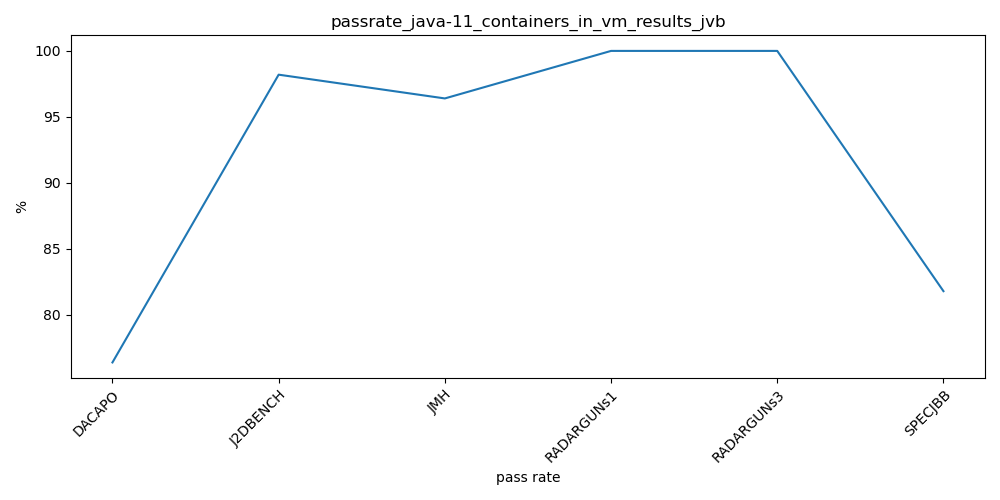 passrate_java-11_containers_in_vm_results_jvb
100
95
90
85
80
%
DACAPO
J2DBENCH
JMH
RADARGUNs1
RADARGUNs3
SPECJBB
pass rate